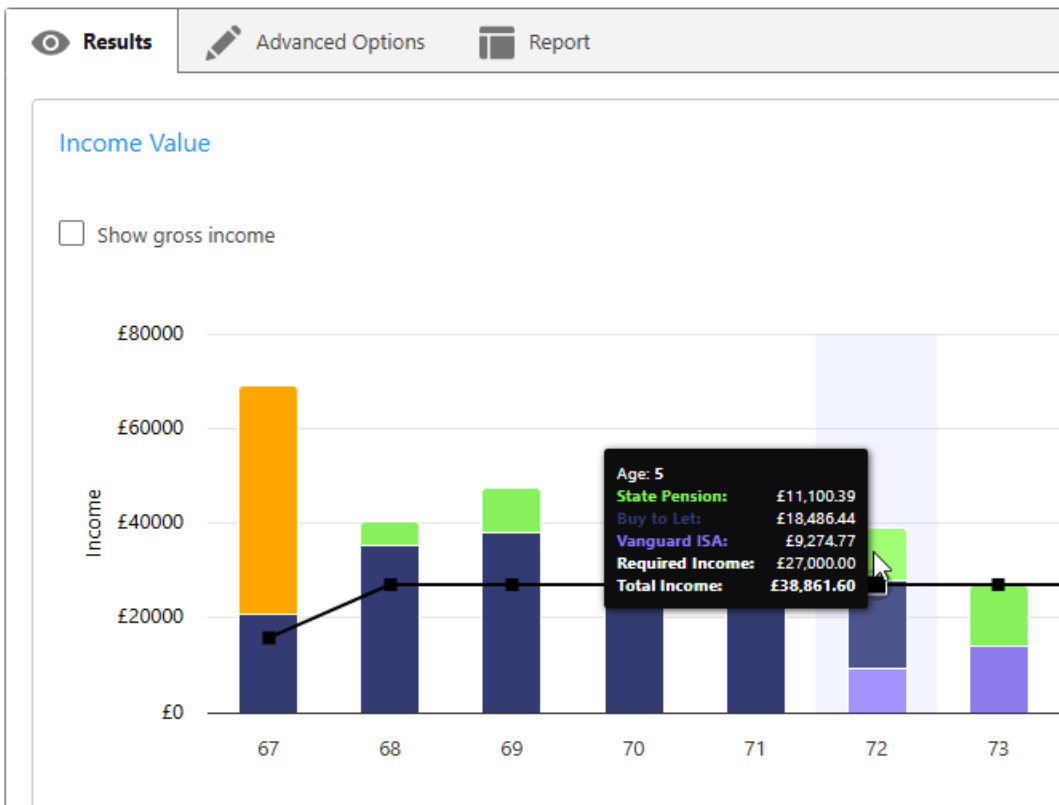 Results
Advanced Options
Report
Income Value
Show gross income
£80000
£60000
£40000
£20000
£0
Income
Age: 5
State Pension: £11,100.39
Buy to Let: £18,486.44
Vanguard ISA: £9,274.77
Required Income: £27,000.00
Total Income: £38,861.60
67 68 69 70 71 72 73